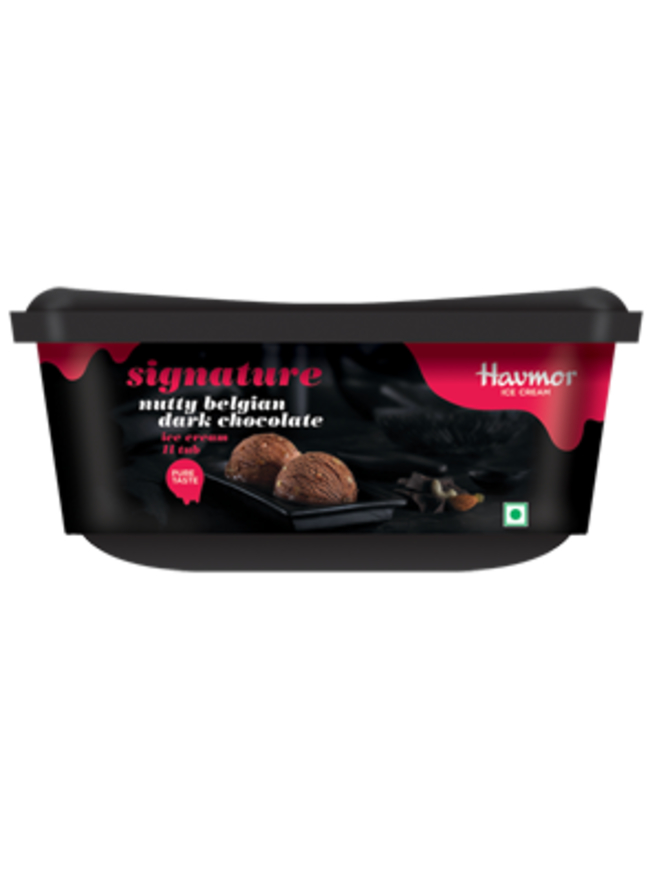 signature
Havmor
ICE CREAM
nutty belgian
dark chocolate
ice cream
1l tub
PURE
TASTE